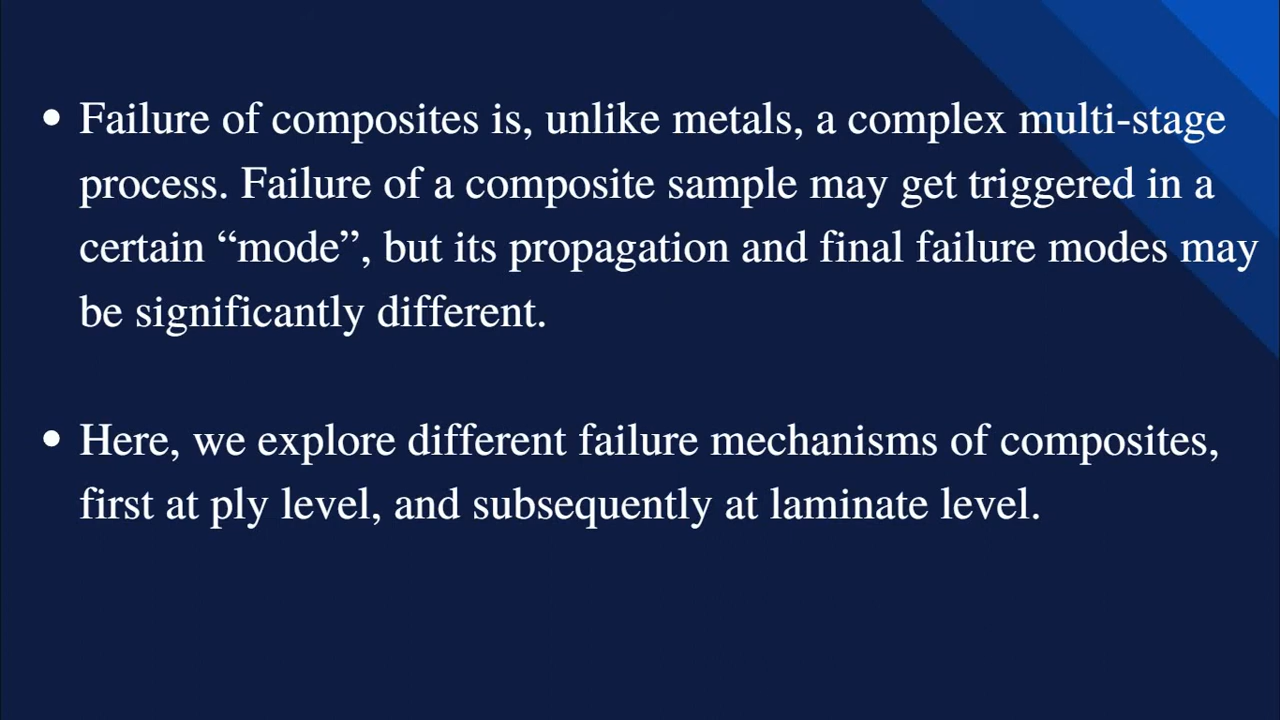 • Failure of composites is, unlike metals, a complex multi-stage
process. Failure of a composite sample may get triggered in a
certain “mode”, but its propagation and final failure modes may
be significantly different.
• Here, we explore different failure mechanisms of composites,
first at ply level, and subsequently at laminate level.